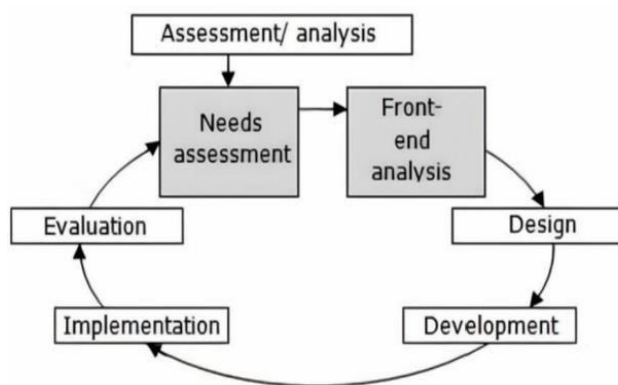 Assessment/ analysis
Needs
assessment
Front-
end
analysis
Evaluation
Design
Implementation
Development